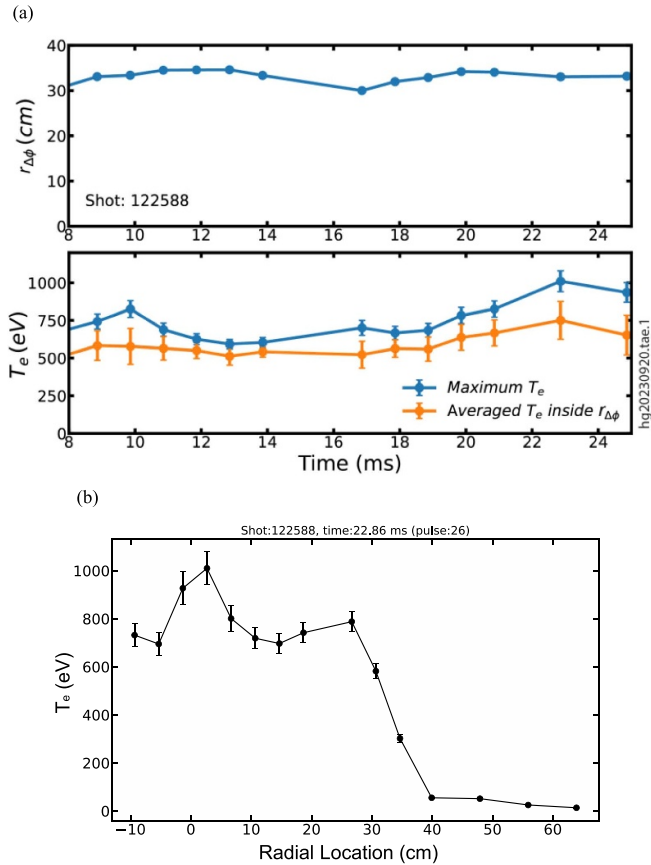 (a)
40
30
20
10
0
r_Δϕ (cm)
Shot: 122588
8 10 12 14 16 18 20 22 24
1000
750
500
250
0
T_e (eV)
Maximum T_e
Averaged T_e inside r_Δϕ
8 10 12 14 16 18 20 22 24
Time (ms)
hg20230920.tae.1
(b)
Shot:122588, time:22.86 ms (pulse:26)
1000
800
600
400
200
0
T_e (eV)
−10 0 10 20 30 40 50 60
Radial Location (cm)